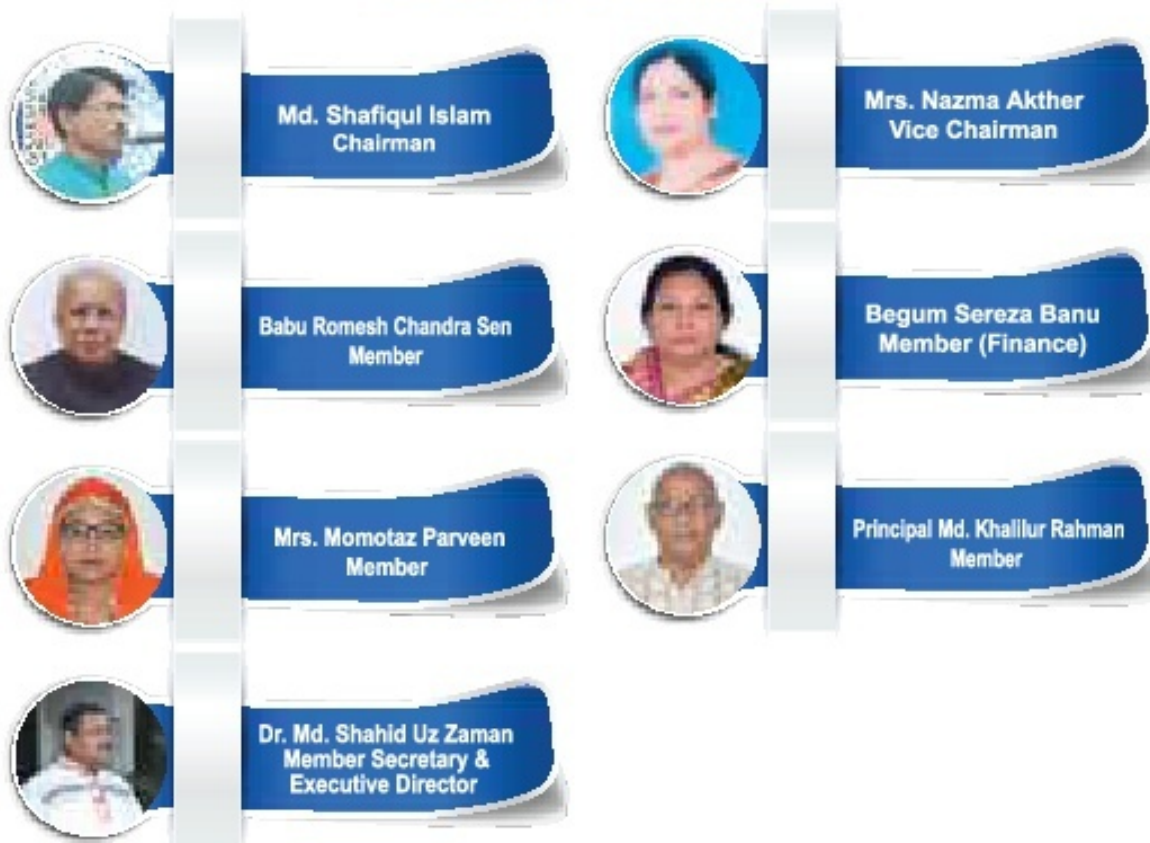 Md. Shafiqul Islam
Chairman
Mrs. Nazma Akther
Vice Chairman
Babu Romesh Chandra Sen
Member
Begum Sereza Banu
Member (Finance)
Mrs. Momotaz Parveen
Member
Principal Md. Khalilur Rahman
Member
Dr. Md. Shahid Uz Zaman
Member Secretary &
Executive Director